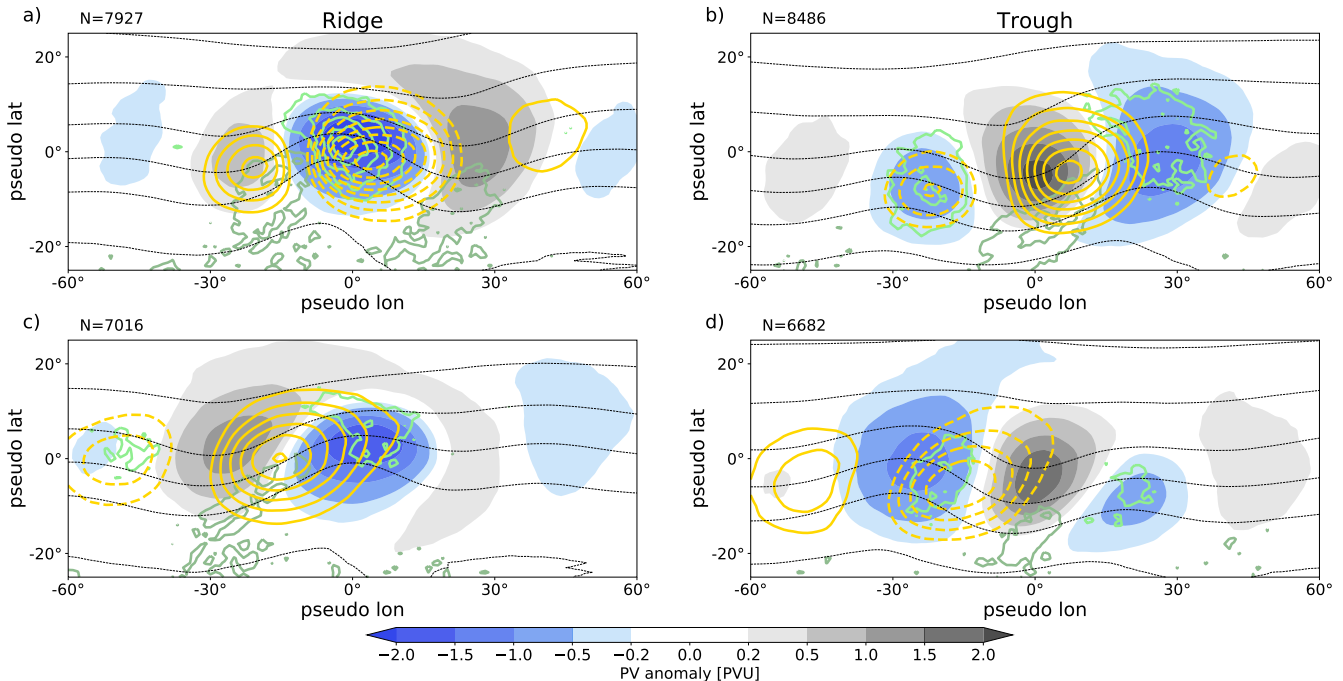 a) N=7927 Ridge
b) N=8486 Trough
20° 20°
0° 0°
-20° -20°
pseudo lat pseudo lat
-60° -30° 0° 30° 60° -60° -30° 0° 30° 60°
pseudo lon pseudo lon
c) N=7016
d) N=6682
20° 20°
0° 0°
-20° -20°
pseudo lat pseudo lat
-60° -30° 0° 30° 60° -60° -30° 0° 30° 60°
pseudo lon pseudo lon
−2.0 −1.5 −1.0 −0.5 −0.2 0.0 0.2 0.5 1.0 1.5 2.0
PV anomaly [PVU]